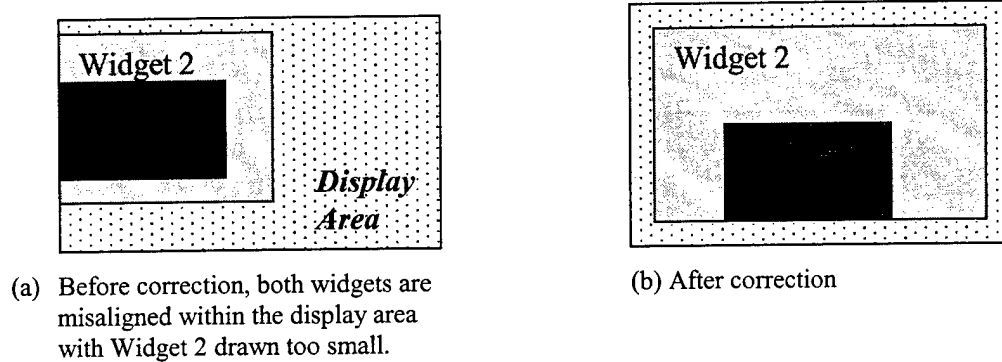 Widget 2
Display
Area
(a) Before correction, both widgets are
misaligned within the display area
with Widget 2 drawn too small.
Widget 2
(b) After correction